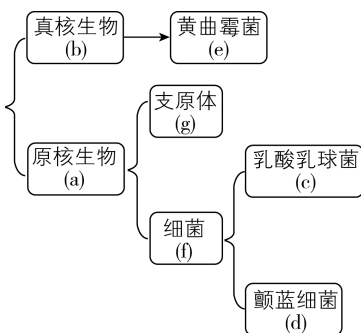 真核生物
(b)
黄曲霉菌
(e)
支原体
(g)
原核生物
(a)
乳酸乳球菌
(c)
细菌
(f)
颤蓝细菌
(d)